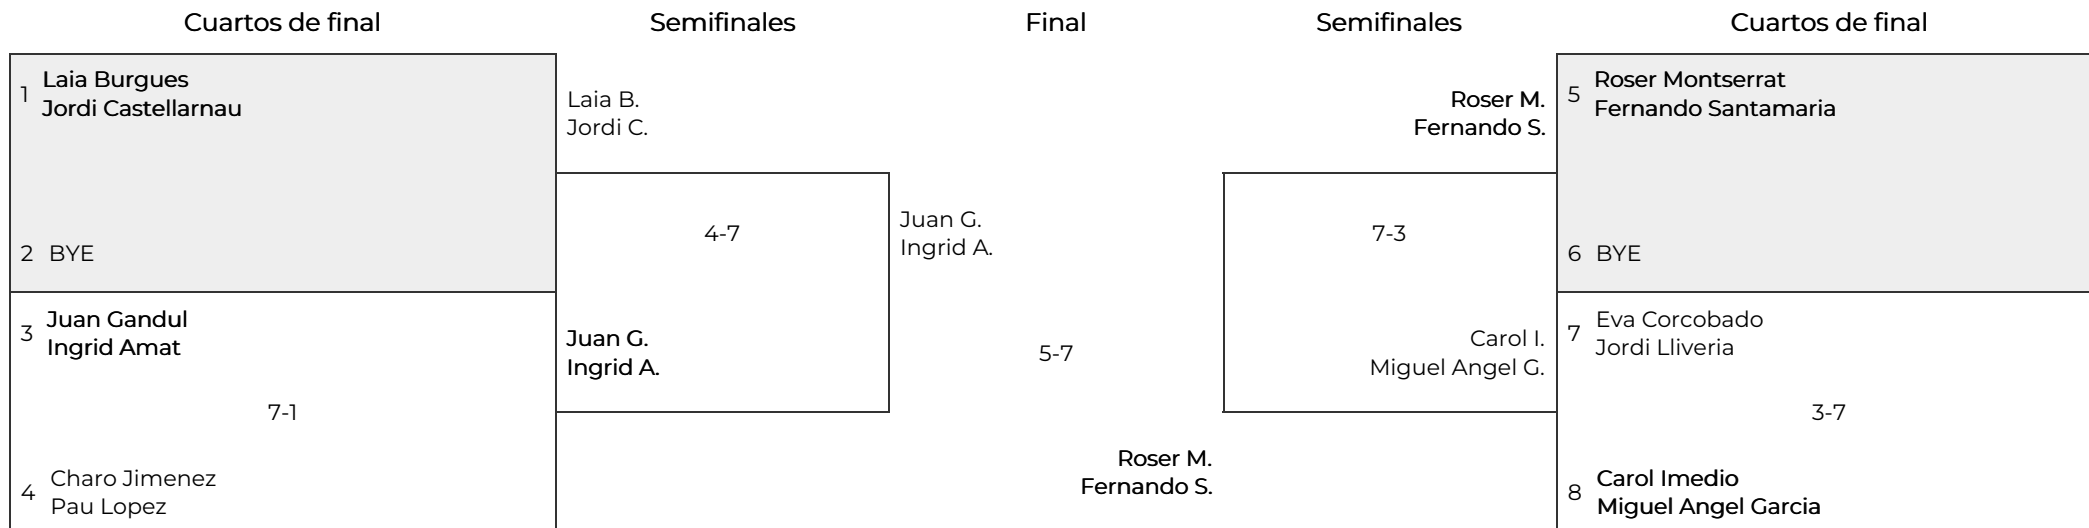 Cuartos de final
Semifinales
Final
Semifinales
Cuartos de final
1
Laia Burgues
Jordi Castellarnau
2 BYE
3
Juan Gandul
Ingrid Amat
7-1
4
Charo Jimenez
Pau Lopez
Laia B.
Jordi C.
4-7
Juan G.
Ingrid A.
Juan G.
Ingrid A.
5-7
Roser M.
Fernando S.
Roser M.
Fernando S.
7-3
Carol I.
Miguel Angel G.
5
Roser Montserrat
Fernando Santamaria
6 BYE
7
Eva Corcobado
Jordi Lliveria
3-7
8
Carol Imedio
Miguel Angel Garcia